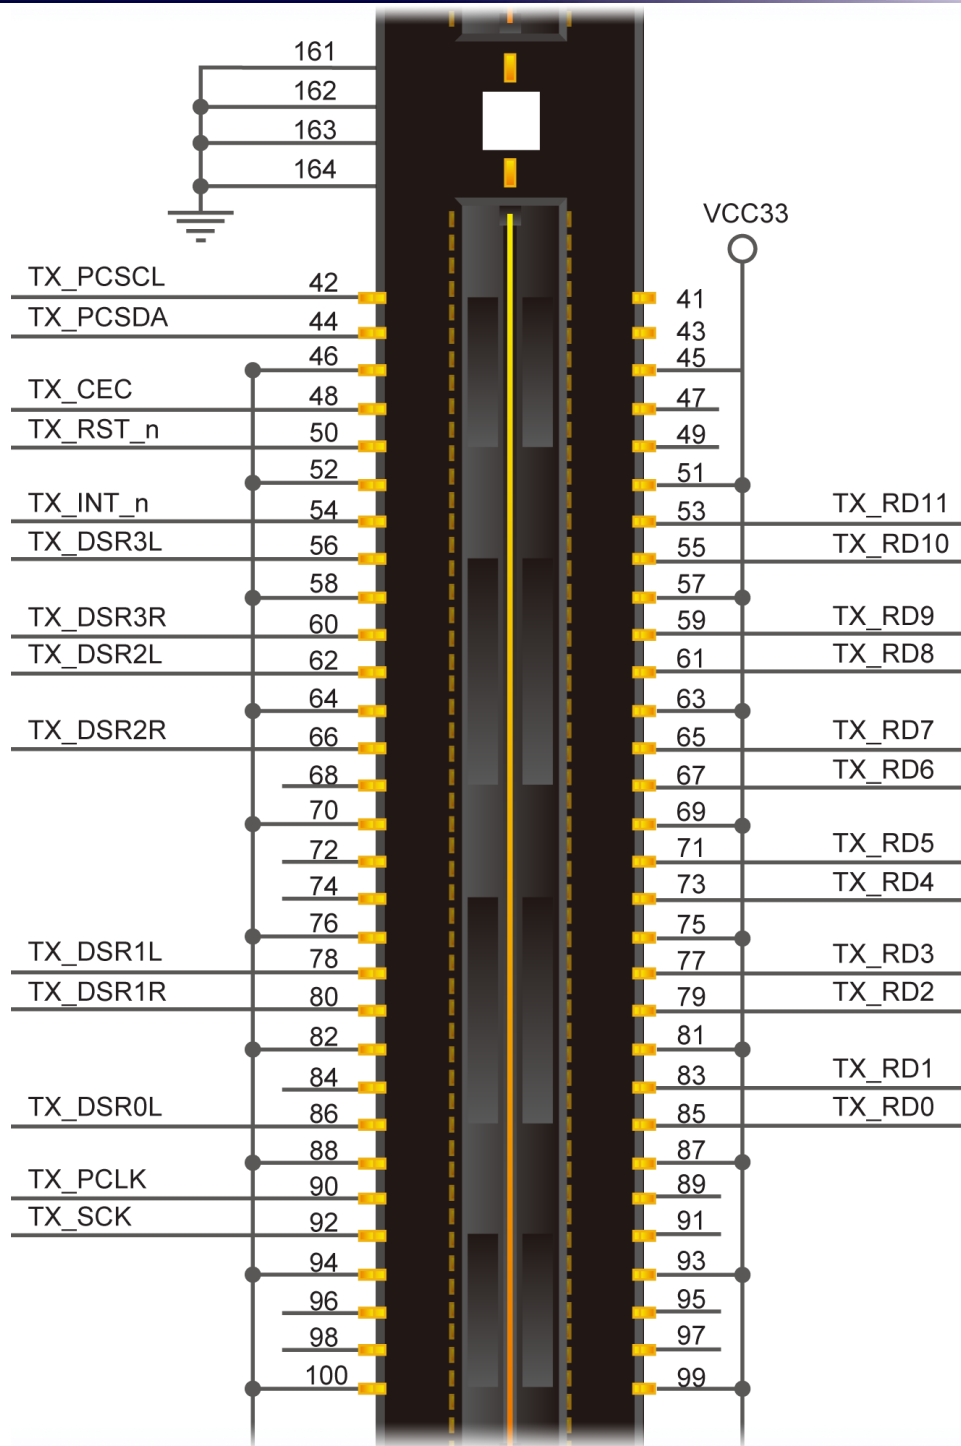 161
162
163
164
VCC33
TX_PCSCL 42 41
TX_PCSDA 44 43
46 45
TX_CEC 48 47
TX_RST_n 50 49
52 51
TX_INT_n 54 53 TX_RD11
TX_DSR3L 56 55 TX_RD10
58 57
TX_DSR3R 60 59 TX_RD9
TX_DSR2L 62 61 TX_RD8
64 63
TX_DSR2R 66 65 TX_RD7
68 67 TX_RD6
70 69
72 71 TX_RD5
74 73 TX_RD4
76 75
TX_DSR1L 78 77 TX_RD3
TX_DSR1R 80 79 TX_RD2
82 81
84 83 TX_RD1
TX_DSR0L 86 85 TX_RD0
88 87
TX_PCLK 90 89
TX_SCK 92 91
94 93
96 95
98 97
100 99